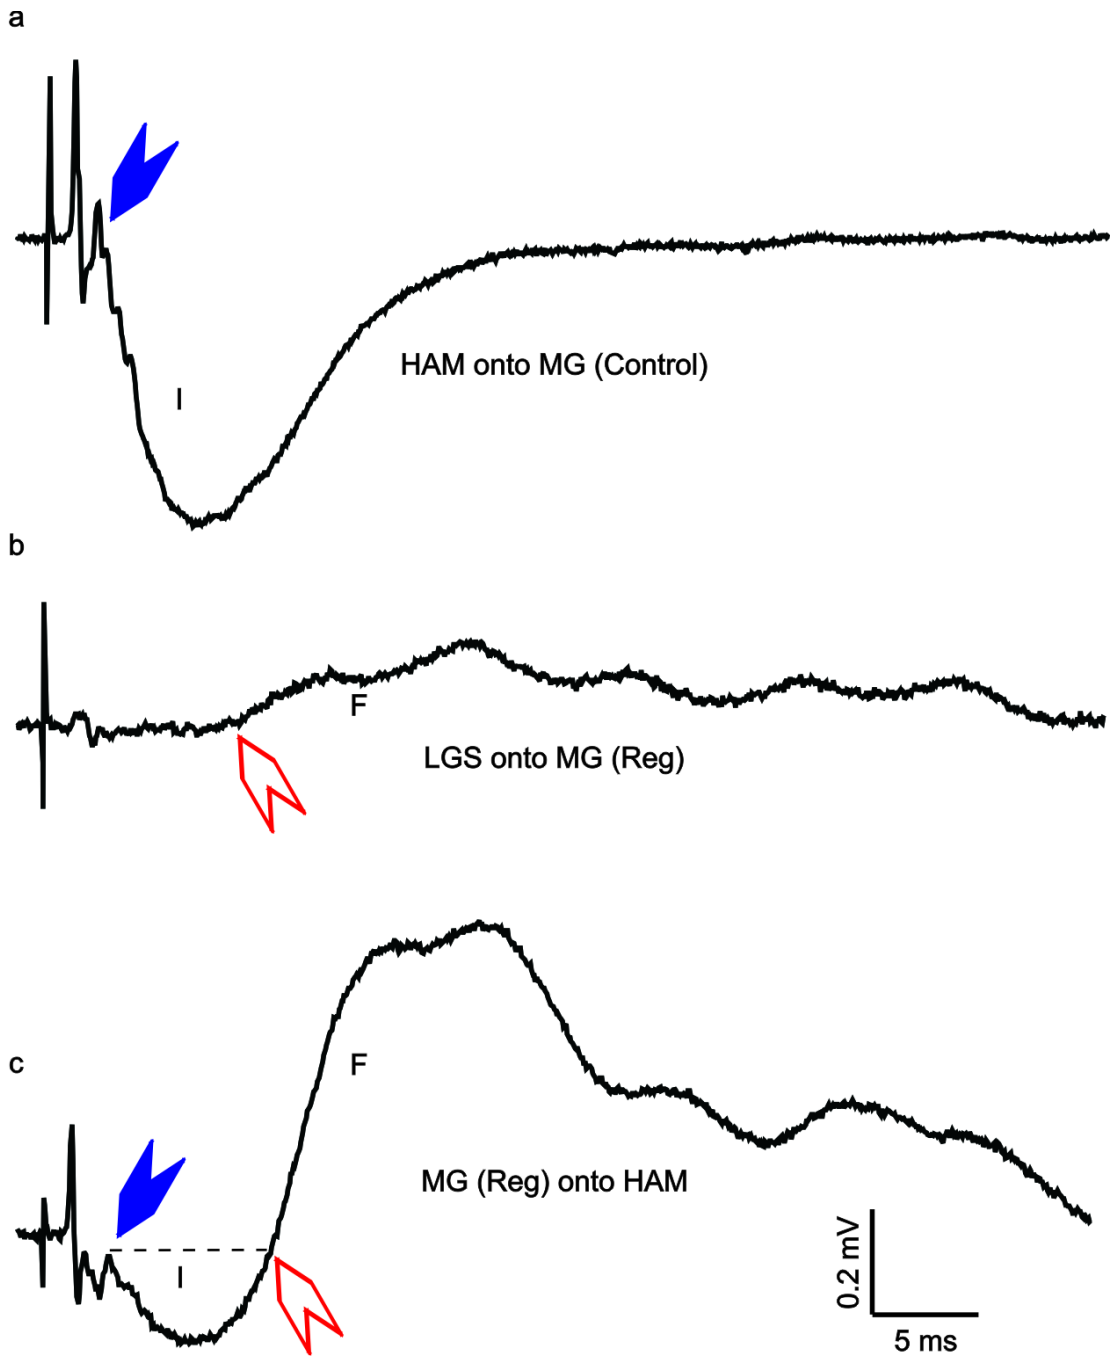 a
HAM onto MG (Control)
I
b
F
LGS onto MG (Reg)
c
F
MG (Reg) onto HAM
I
0.2 mV
5 ms